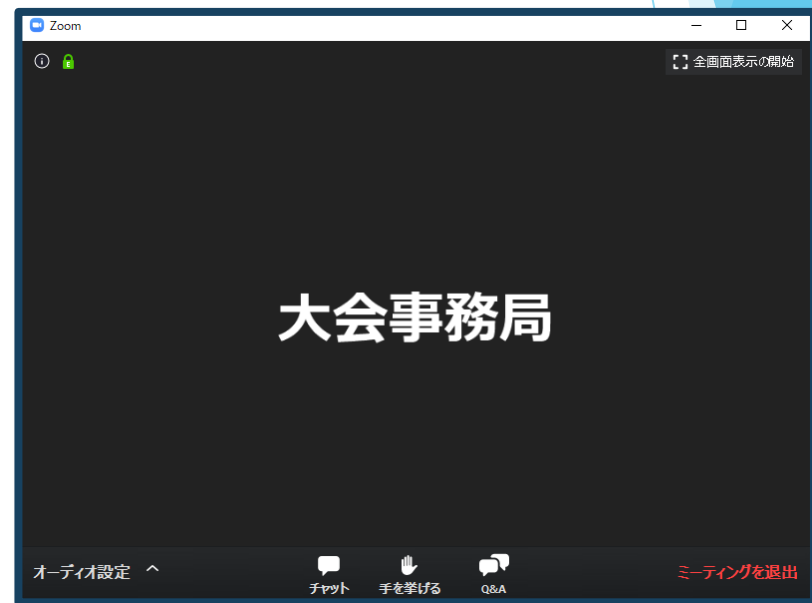 Zoom
全画面表示の開始
大会事務局
オーディオ設定
チャット
手を挙げる
Q&A
ミーティングを退出